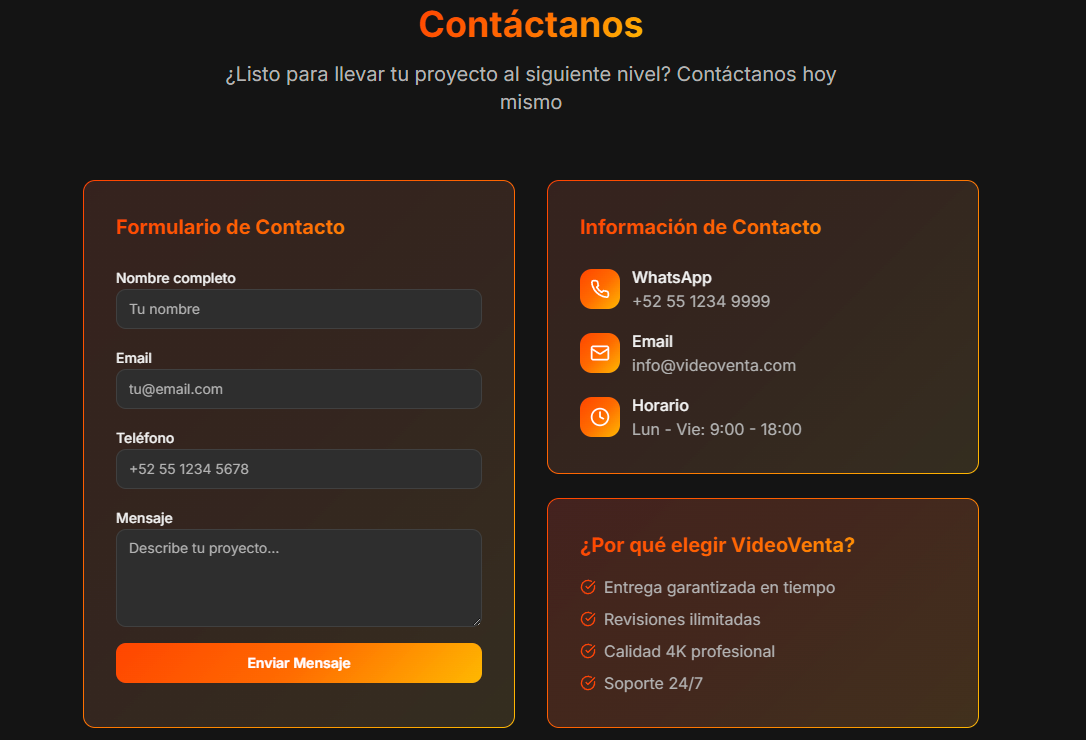 Contáctanos
¿Listo para llevar tu proyecto al siguiente nivel? Contáctanos hoy
mismo
Formulario de Contacto
Nombre completo
Tu nombre
Email
tu@email.com
Teléfono
+52 55 1234 5678
Mensaje
Describe tu proyecto...
Enviar Mensaje
Información de Contacto
WhatsApp
+52 55 1234 9999
Email
info@videoventa.com
Horario
Lun - Vie: 9:00 - 18:00
¿Por qué elegir VideoVenta?
Entrega garantizada en tiempo
Revisiones ilimitadas
Calidad 4K profesional
Soporte 24/7